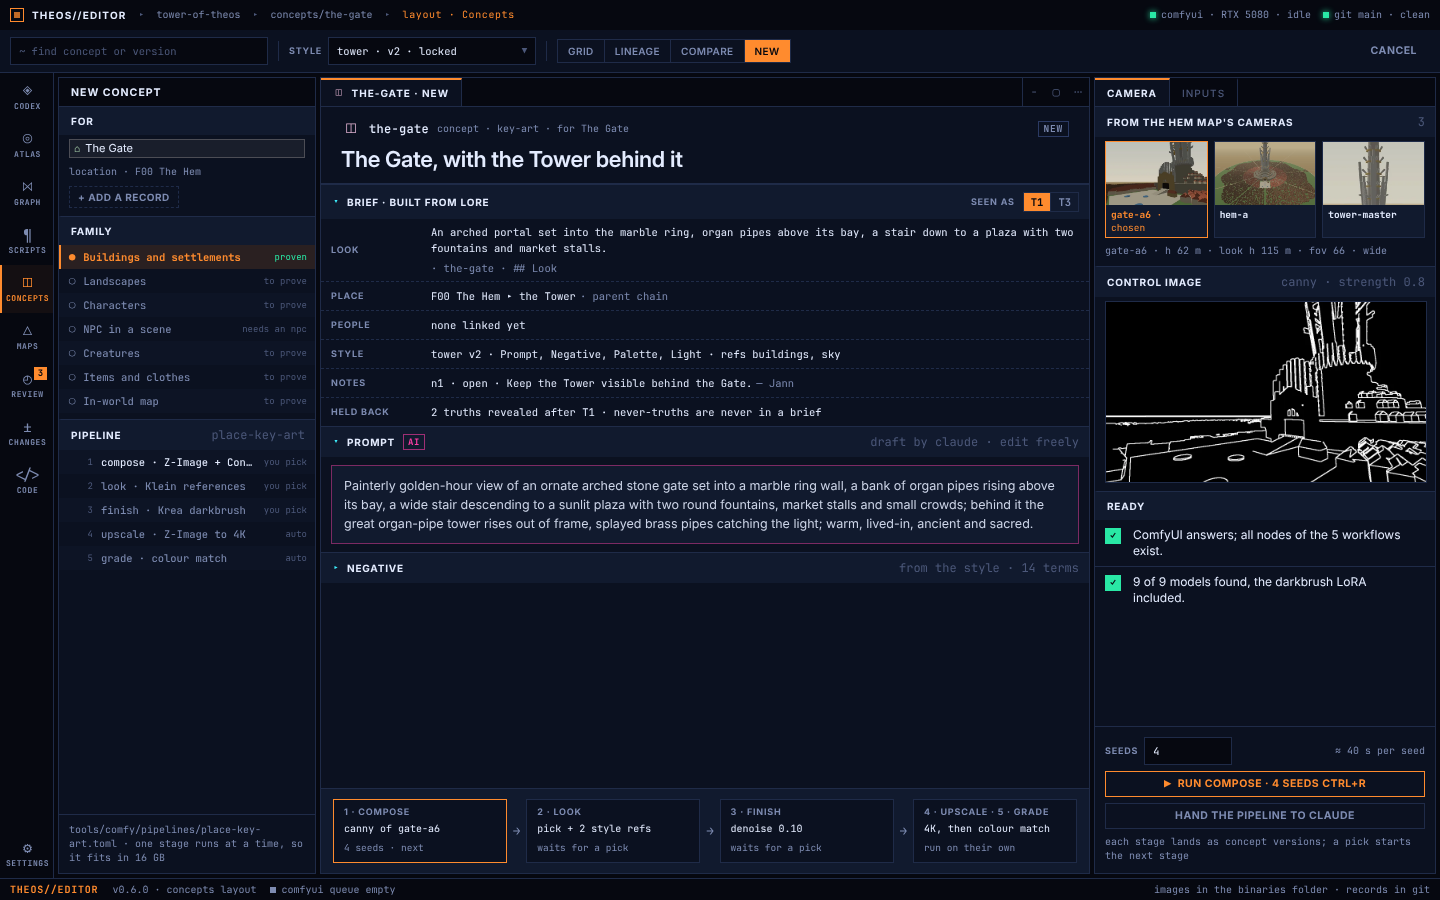 THEOS//EDITOR ‣ tower-of-theos ‣ concepts/the-gate ‣ layout · Concepts
comfyui · RTX 5080 · idle git main · clean
~ find concept or version
STYLE tower · v2 · locked ▼
GRID LINEAGE COMPARE NEW
CANCEL
CODEX
ATLAS
GRAPH
SCRIPTS
CONCEPTS
MAPS
3
REVIEW
CHANGES
</>
CODE
SETTINGS
NEW CONCEPT
FOR
The Gate
location · F00 The Hem
+ ADD A RECORD
FAMILY
Buildings and settlements proven
Landscapes to prove
Characters to prove
NPC in a scene needs an npc
Creatures to prove
Items and clothes to prove
In-world map to prove
PIPELINE place-key-art
1 compose · Z-Image + Con… you pick
2 look · Klein references you pick
3 finish · Krea darkbrush you pick
4 upscale · Z-Image to 4K auto
5 grade · colour match auto
tools/comfy/pipelines/place-key-
art.toml · one stage runs at a time, so
it fits in 16 GB
THE-GATE · NEW
the-gate concept · key-art · for The Gate NEW
The Gate, with the Tower behind it
BRIEF · BUILT FROM LORE SEEN AS T1 T3
LOOK An arched portal set into the marble ring, organ pipes above its bay, a stair down to a plaza with two
fountains and market stalls.
· the-gate · ## Look
PLACE F00 The Hem ‣ the Tower · parent chain
PEOPLE none linked yet
STYLE tower v2 · Prompt, Negative, Palette, Light · refs buildings, sky
NOTES n1 · open · Keep the Tower visible behind the Gate. — Jann
HELD BACK 2 truths revealed after T1 · never-truths are never in a brief
PROMPT AI draft by claude · edit freely
Painterly golden-hour view of an ornate arched stone gate set into a marble ring wall, a bank of organ pipes rising above
its bay, a wide stair descending to a sunlit plaza with two round fountains, market stalls and small crowds; behind it the
great organ-pipe tower rises out of frame, splayed brass pipes catching the light; warm, lived-in, ancient and sacred.
NEGATIVE from the style · 14 terms
1 · COMPOSE
canny of gate-a6
4 seeds · next
→
2 · LOOK
pick + 2 style refs
waits for a pick
→
3 · FINISH
denoise 0.10
waits for a pick
→
4 · UPSCALE · 5 · GRADE
4K, then colour match
run on their own
CAMERA INPUTS
FROM THE HEM MAP'S CAMERAS 3
gate-a6 ·
chosen
hem-a
tower-master
gate-a6 · h 62 m · look h 115 m · fov 66 · wide
CONTROL IMAGE canny · strength 0.8
READY
ComfyUI answers; all nodes of the 5 workflows
exist.
9 of 9 models found, the darkbrush LoRA
included.
SEEDS 4 ≈ 40 s per seed
▶ RUN COMPOSE · 4 SEEDS CTRL+R
HAND THE PIPELINE TO CLAUDE
each stage lands as concept versions; a pick starts
the next stage
THEOS//EDITOR v0.6.0 · concepts layout comfyui queue empty
images in the binaries folder · records in git